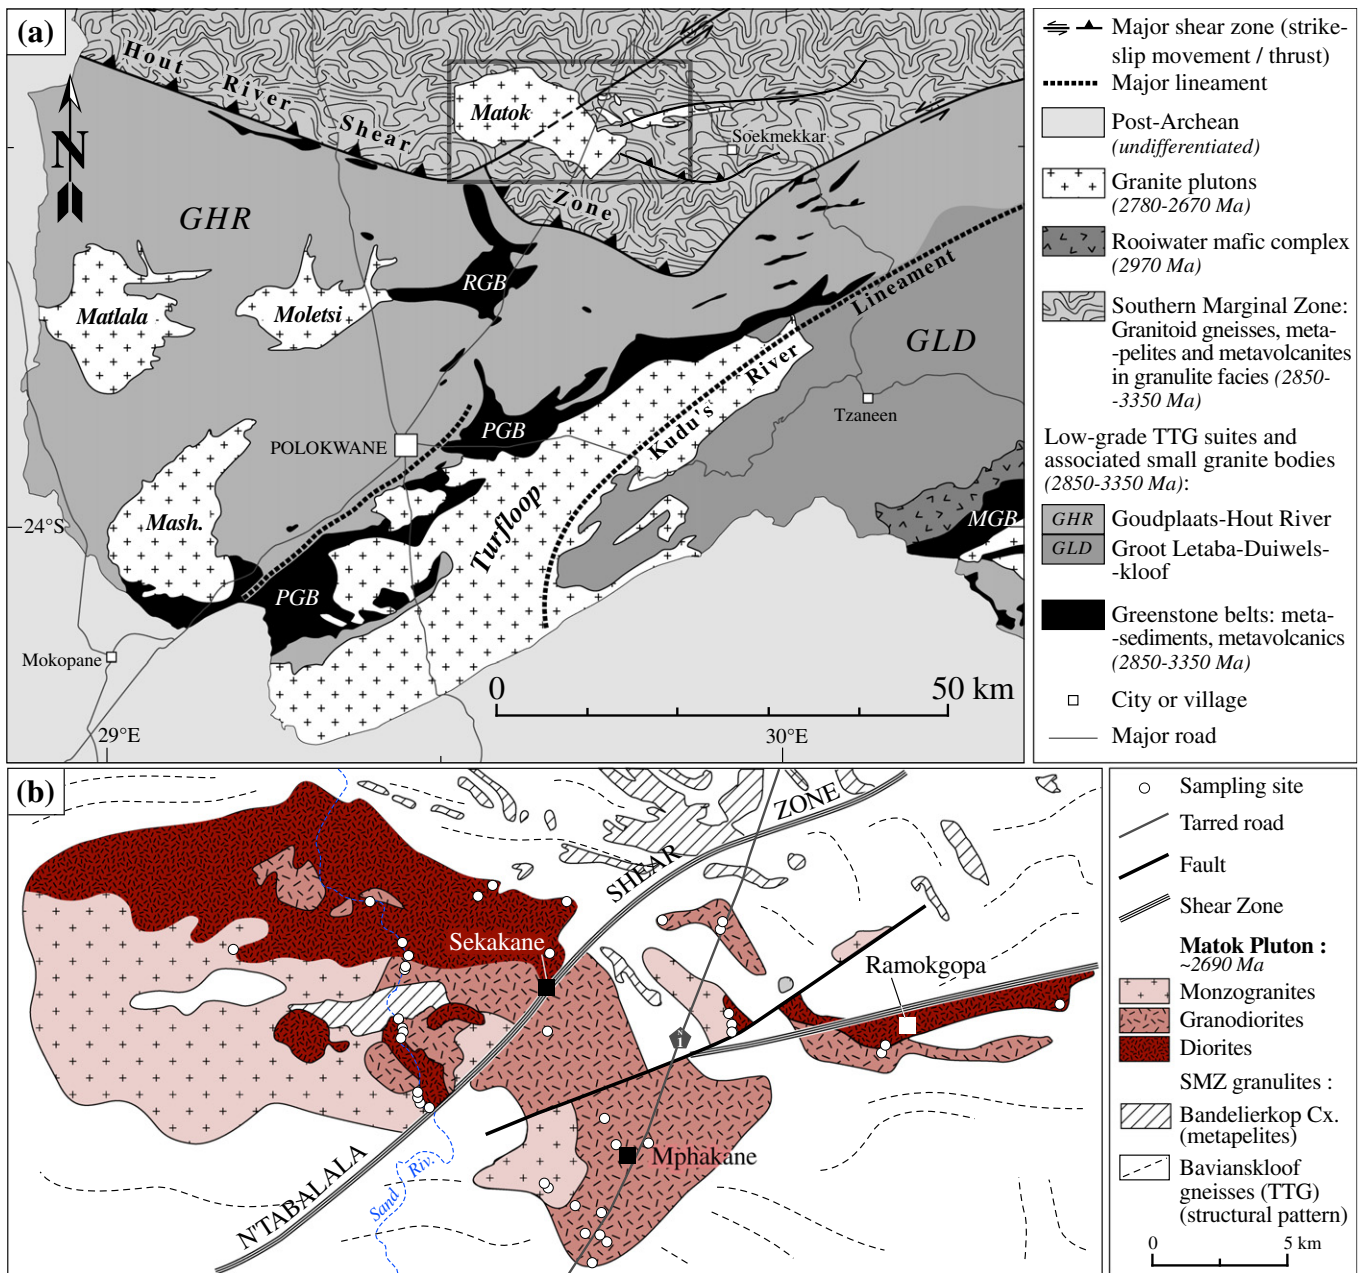 (a)
Hout River Shear Zone
N
Matok
Soekmekkar
GHR
RGB
Matlala
Moletsi
GLD
Kudu's River Lineament
Tzaneen
PGB
POLOKWANE
Turfloop
Mash.
24°S
MGB
PGB
Mokopane
0
50 km
29°E
30°E
Major shear zone (strike-
slip movement / thrust)
Major lineament
Post-Archean
(undifferentiated)
Granite plutons
(2780-2670 Ma)
Rooiwater mafic complex
(2970 Ma)
Southern Marginal Zone:
Granitoid gneisses, meta-
-pelites and metavolcanites
in granulite facies (2850-
-3350 Ma)
Low-grade TTG suites and
associated small granite bodies
(2850-3350 Ma):
GHR Goudplaats-Hout River
GLD Groot Letaba-Duiwels-
-kloof
Greenstone belts: meta-
-sediments, metavolcanics
(2850-3350 Ma)
City or village
Major road
(b)
N'TABALALA SHEAR ZONE
Sekakane
Ramokgopa
i
Mphakane
Sand Riv.
Sampling site
Tarred road
Fault
Shear Zone
Matok Pluton :
~2690 Ma
Monzogranites
Granodiorites
Diorites
SMZ granulites :
Bandelierkop Cx.
(metapelites)
Bavianskloof
gneisses (TTG)
(structural pattern)
0
5 km